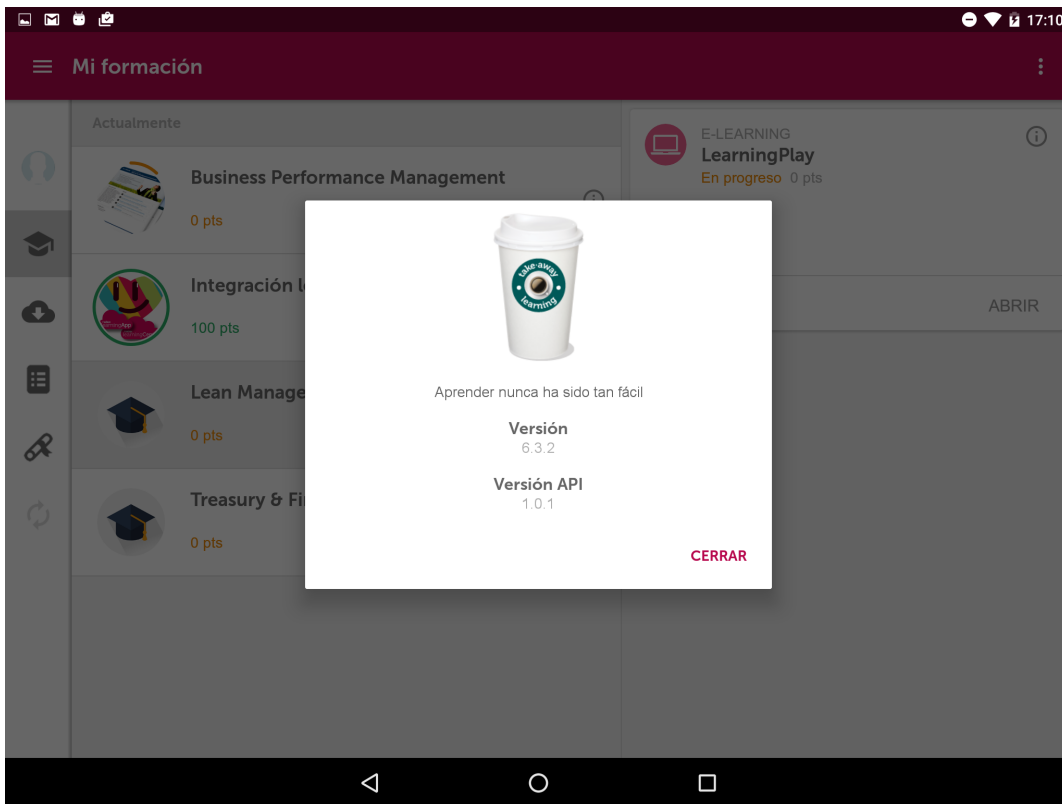 17:10
Mi formación
Actualmente
Business Performance Management
0 pts
Integración l
100 pts
Lean Manage
0 pts
Treasury & Fi
0 pts
E-LEARNING
LearningPlay
En progreso 0 pts
ABRIR
take-away
learning
Aprender nunca ha sido tan fácil
Versión
6.3.2
Versión API
1.0.1
CERRAR